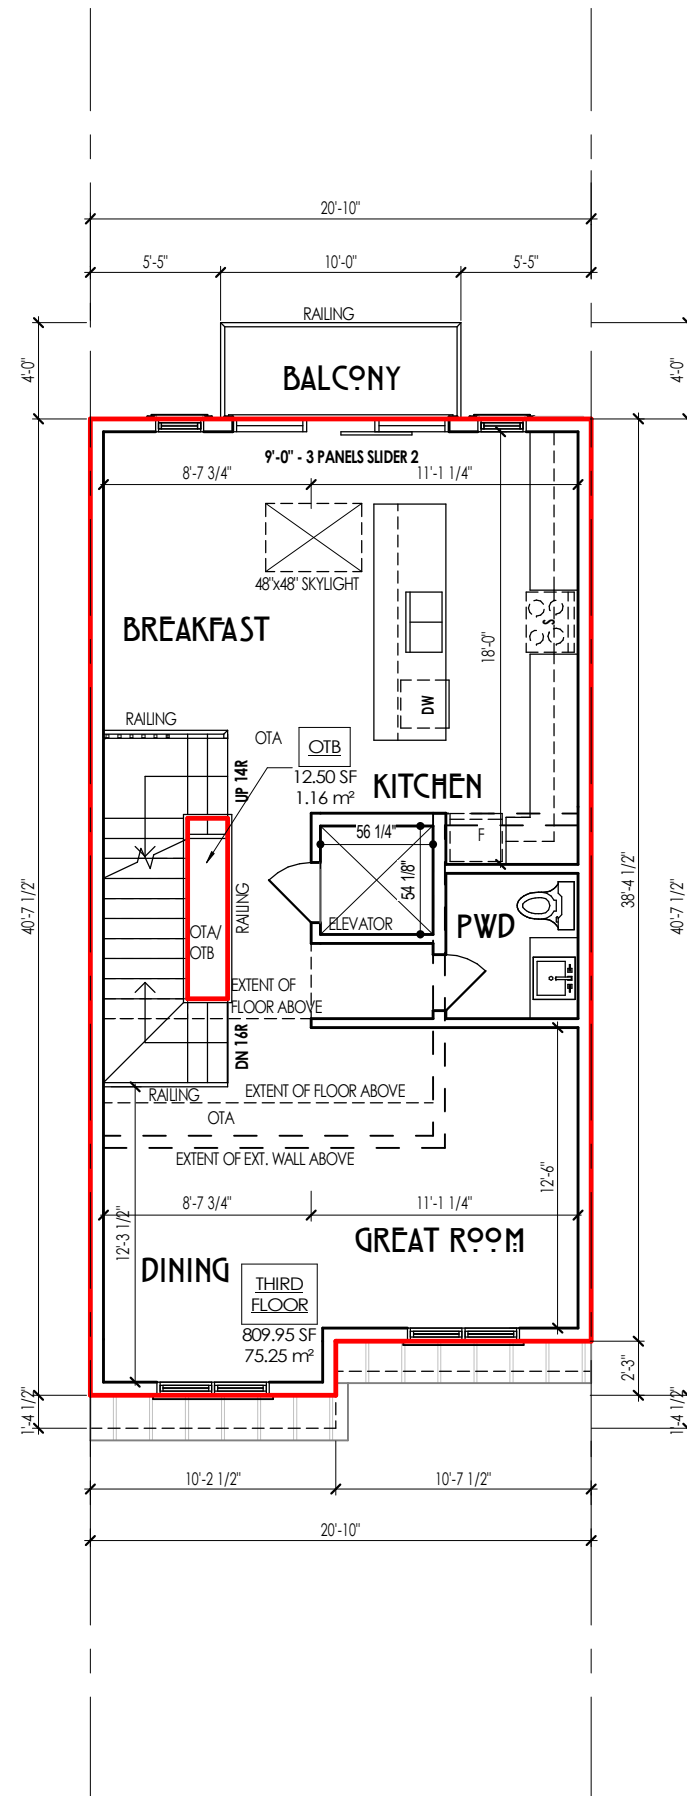 20'-10"
5'-5"
10'-0"
5'-5"
RAILING
4'-0"
4'-0"
BALCONY
9'-0" - 3 PANELS SLIDER 2
8'-7 3/4"
11'-1 1/4"
48"x48" SKYLIGHT
BREAKFAST
S
18'-0"
DW
RAILING
OTA
OTB
12.50 SF
1.16 m²
UP 14R
KITCHEN
56 1/4"
F
54 1/8"
38'-4 1/2"
40'-7 1/2"
40'-7 1/2"
RAILING
ELEVATOR
PWD
OTA/
OTB
EXTENT OF
FLOOR ABOVE
DN 16R
RAILING
EXTENT OF FLOOR ABOVE
OTA
EXTENT OF EXT. WALL ABOVE
12'-6"
8'-7 3/4"
11'-1 1/4"
12'-3 1/2"
GREAT ROOM
DINING
THIRD
FLOOR
809.95 SF
75.25 m²
2'-3"
1'-4 1/2"
1'-4 1/2"
10'-2 1/2"
10'-7 1/2"
20'-10"